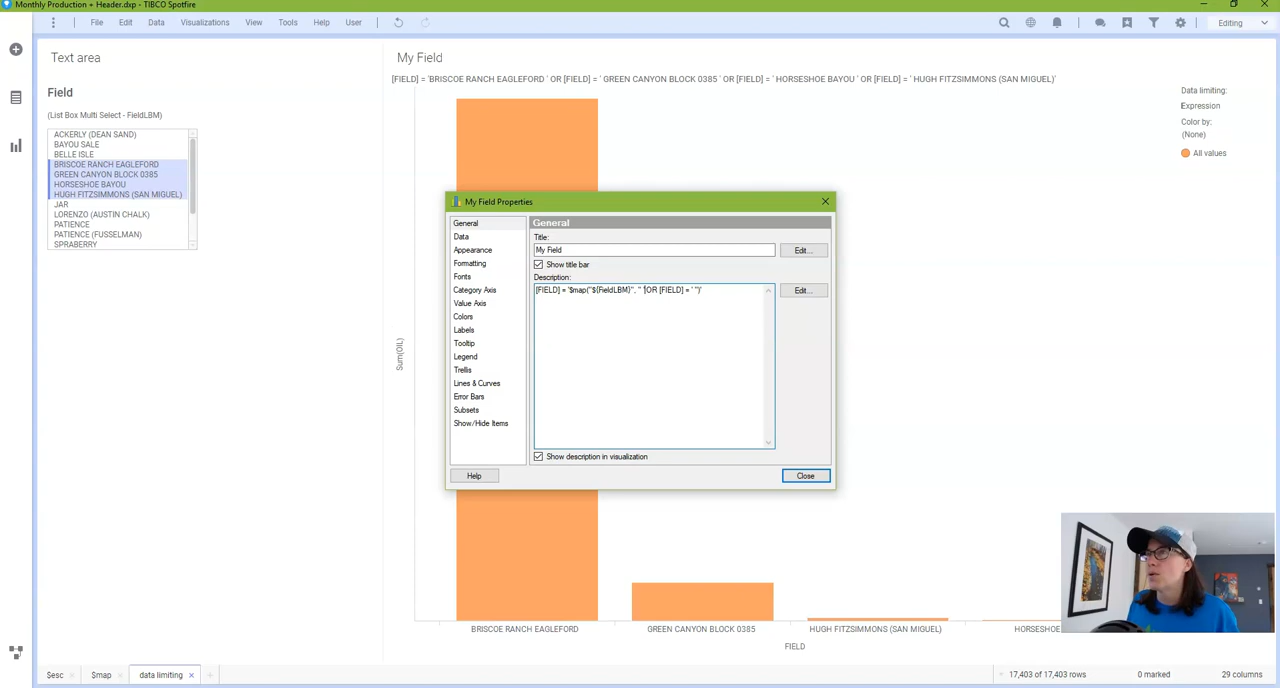 Monthly Production + Header.dxp - TIBCO Spotfire
File Edit Data Visualizations View Tools Help User
Editing
Text area
Field
(List Box Multi Select - FieldLBM)
ACKERLY (DEAN SAND)
BAYOU SALE
BELLE ISLE
BRISCOE RANCH EAGLEFORD
GREEN CANYON BLOCK 0385
HORSESHOE BAYOU
HUGH FITZSIMMONS (SAN MIGUEL)
JAR
LORENZO (AUSTIN CHALK)
PATIENCE
PATIENCE (FUSSELMAN)
SPRABERRY
My Field
[FIELD] = 'BRISCOE RANCH EAGLEFORD ' OR [FIELD] = ' GREEN CANYON BLOCK 0385 ' OR [FIELD] = ' HORSESHOE BAYOU ' OR [FIELD] = ' HUGH FITZSIMMONS (SAN MIGUEL)'
Data limiting:
Expression
Color by:
(None)
All values
My Field Properties
General
Data
Appearance
Formatting
Fonts
Category Axis
Value Axis
Colors
Labels
Tooltip
Legend
Trellis
Lines & Curves
Error Bars
Subsets
Show/Hide Items
General
Title:
My Field
Edit...
Show title bar
Description:
[FIELD] = '$map("${FieldLBM}", " 'OR [FIELD] = ' ")'
Edit...
Show description in visualization
Help
Close
Sum(OIL)
BRISCOE RANCH EAGLEFORD
GREEN CANYON BLOCK 0385
HUGH FITZSIMMONS (SAN MIGUEL)
HORSESHOE
FIELD
$esc
$map
data limiting
17,403 of 17,403 rows
0 marked
29 columns